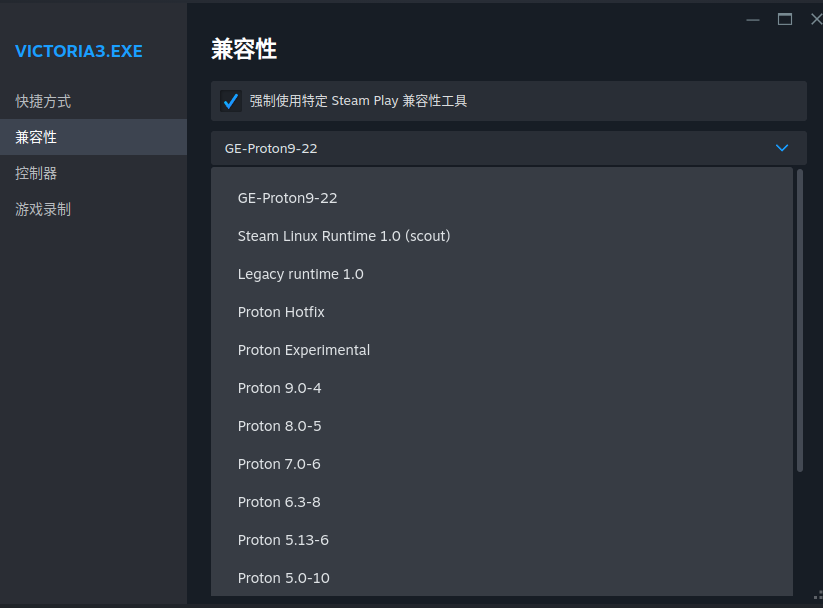 VICTORIA3.EXE
快捷方式
兼容性
控制器
游戏录制
兼容性
强制使用特定 Steam Play 兼容性工具
GE-Proton9-22
GE-Proton9-22
Steam Linux Runtime 1.0 (scout)
Legacy runtime 1.0
Proton Hotfix
Proton Experimental
Proton 9.0-4
Proton 8.0-5
Proton 7.0-6
Proton 6.3-8
Proton 5.13-6
Proton 5.0-10